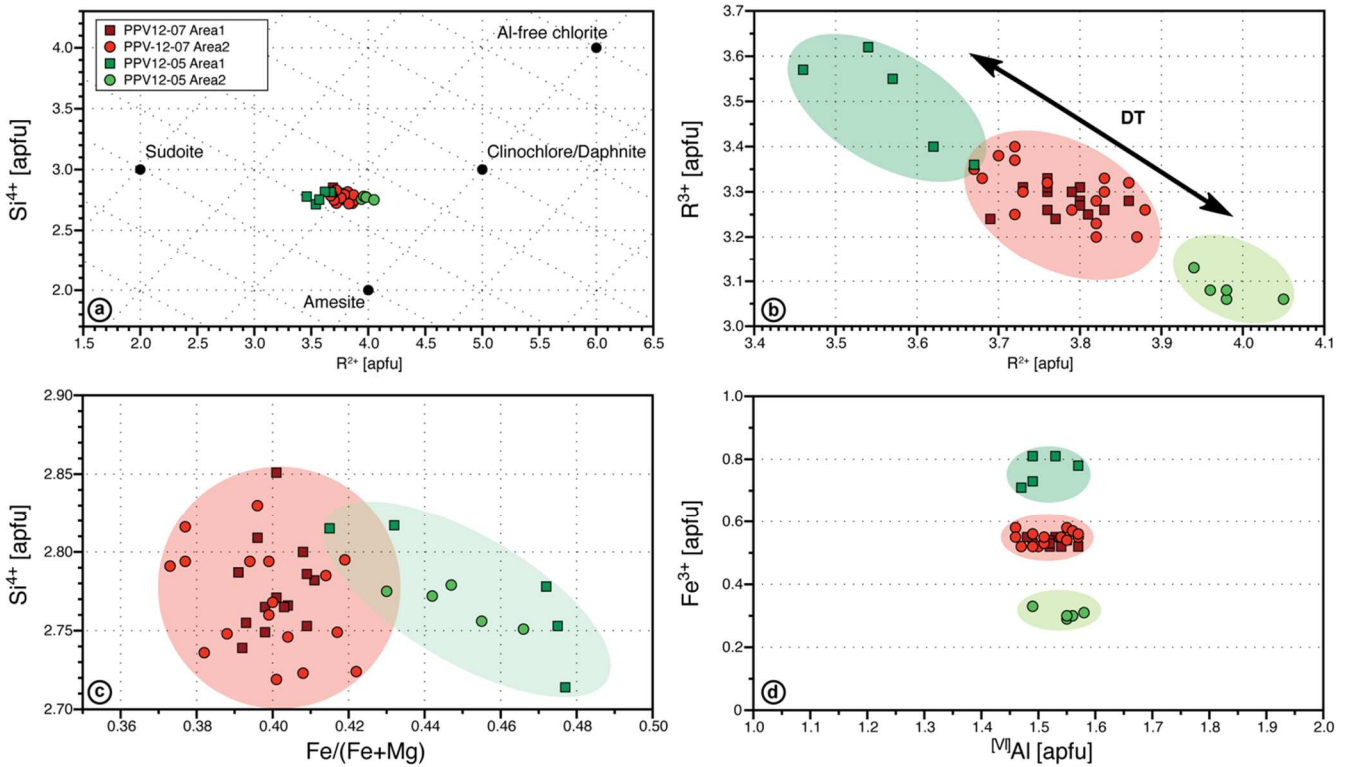 PPV12-07 Area1
PPV-12-07 Area2
PPV12-05 Area1
PPV12-05 Area2
Al-free chlorite
Sudoite
Clinochlore/Daphnite
Amesite
4.0
3.5
3.0
2.5
2.0
Si4+ [apfu]
a
1.5 2.0 2.5 3.0 3.5 4.0 4.5 5.0 5.5 6.0 6.5
R2+ [apfu]
3.7
3.6
3.5
3.4
3.3
3.2
3.1
3.0
R3+ [apfu]
DT
b
3.4 3.5 3.6 3.7 3.8 3.9 4.0 4.1
R2+ [apfu]
2.90
2.85
2.80
2.75
2.70
Si4+ [apfu]
c
0.36 0.38 0.40 0.42 0.44 0.46 0.48 0.50
Fe/(Fe+Mg)
1.0
0.8
0.6
0.4
0.2
0
Fe3+ [apfu]
d
1.0 1.1 1.2 1.3 1.4 1.5 1.6 1.7 1.8 1.9 2.0
[VI]Al [apfu]